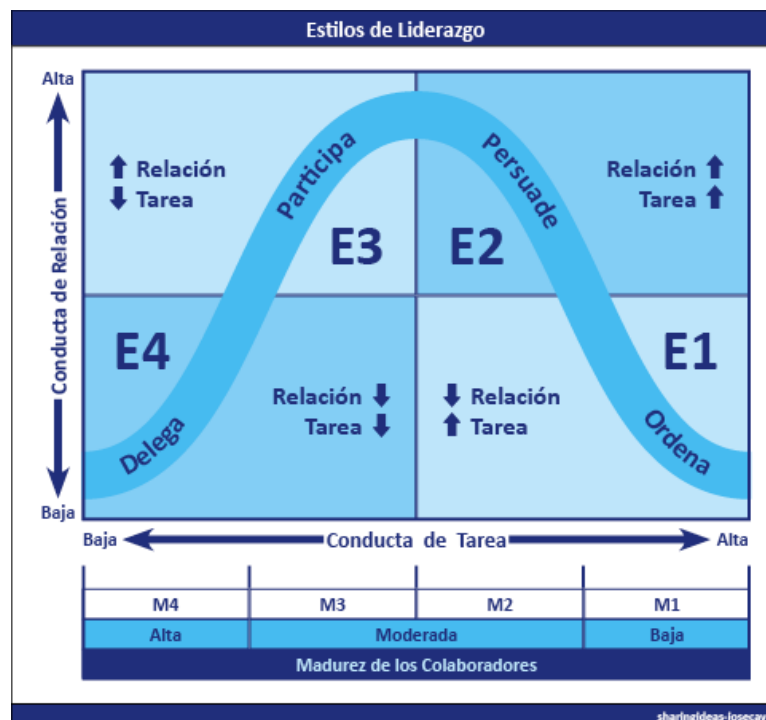 Estilos de Liderazgo
Alta
Conducta de Relación
Baja
Relación
Tarea
Participa
E3
Persuade
E2
Relación
Tarea
E4
Delega
Relación
Tarea
Relación
Tarea
E1
Ordena
Baja
Conducta de Tarea
Alta
M4 M3 M2 M1
Alta Moderada Baja
Madurez de los Colaboradores
sharingideas-josecav